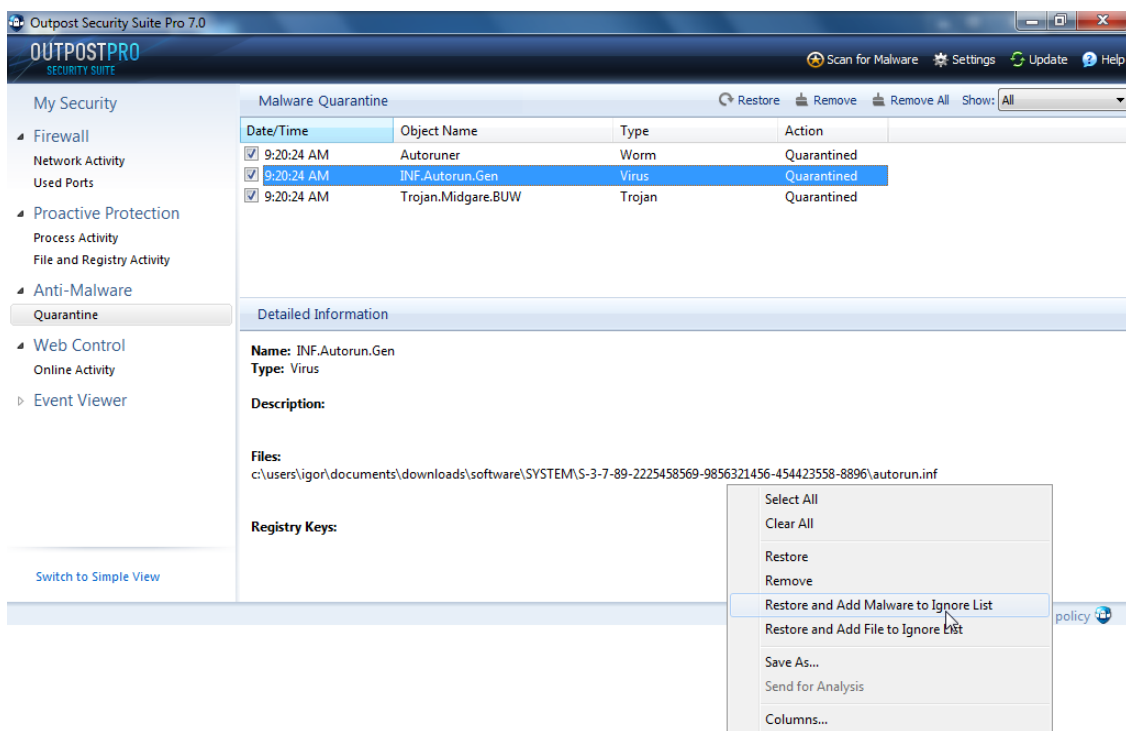 Outpost Security Suite Pro 7.0
OUTPOSTPRO
SECURITY SUITE
Scan for Malware Settings Update Help
My Security
Firewall
Network Activity
Used Ports
Proactive Protection
Process Activity
File and Registry Activity
Anti-Malware
Quarantine
Web Control
Online Activity
Event Viewer
Switch to Simple View
Malware Quarantine Restore Remove Remove All Show: All
Date/Time Object Name Type Action
9:20:24 AM Autoruner Worm Quarantined
9:20:24 AM INF.Autorun.Gen Virus Quarantined
9:20:24 AM Trojan.Midgare.BUW Trojan Quarantined
Detailed Information
Name: INF.Autorun.Gen
Type: Virus
Description:
Files:
c:\users\igor\documents\downloads\software\SYSTEM\S-3-7-89-2225458569-9856321456-454423558-8896\autorun.inf
Registry Keys:
Select All
Clear All
Restore
Remove
Restore and Add Malware to Ignore List
Restore and Add File to Ignore List
Save As...
Send for Analysis
Columns...
policy